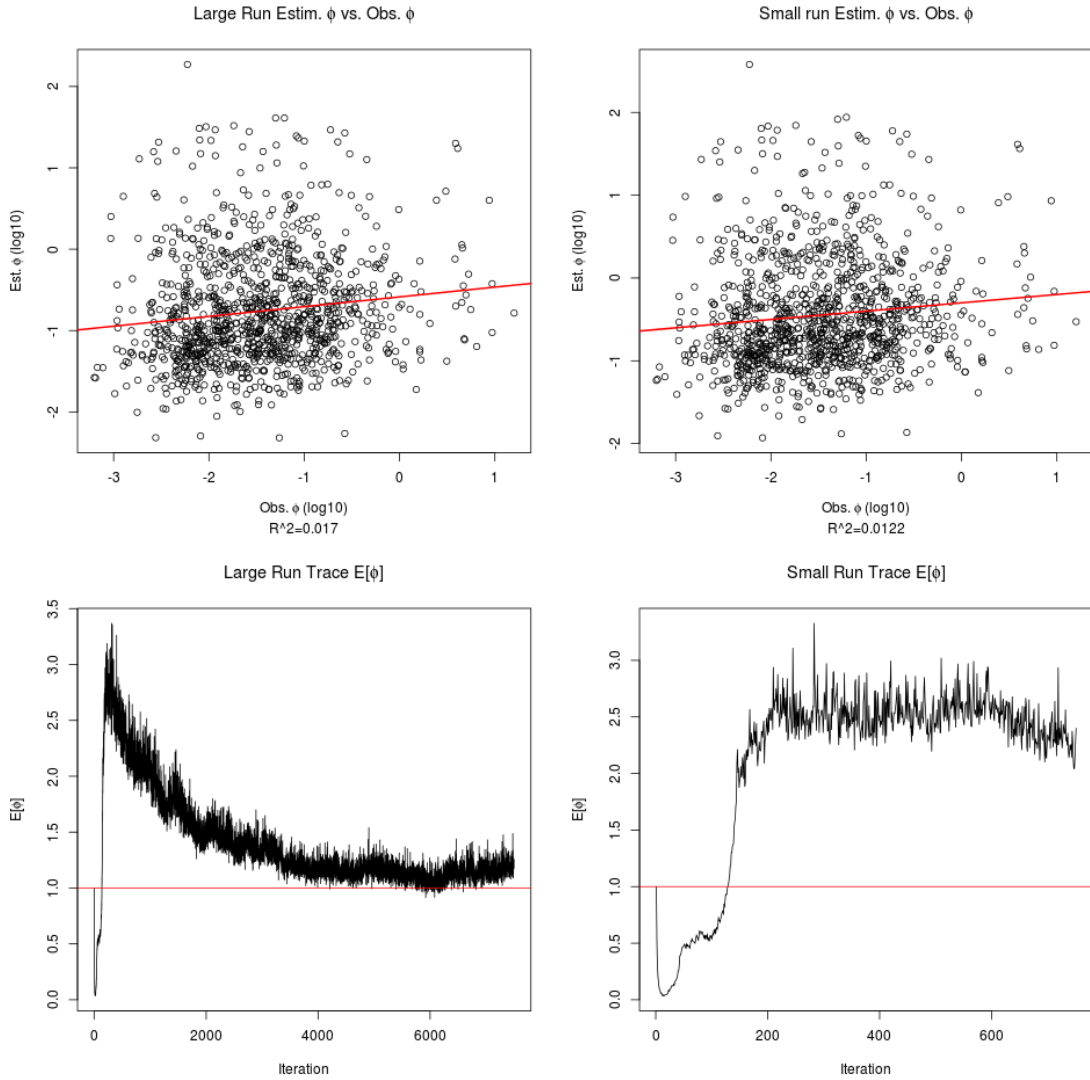 Large Run Estim. ϕ vs. Obs. ϕ
Est. ϕ (log10)
2
1
0
-1
-2
-3 -2 -1 0 1
Obs. ϕ (log10)
R^2=0.017
Small run Estim. ϕ vs. Obs. ϕ
Est. ϕ (log10)
2
1
0
-1
-2
-3 -2 -1 0 1
Obs. ϕ (log10)
R^2=0.0122
Large Run Trace E[ϕ]
E[ϕ]
3.5
3.0
2.5
2.0
1.5
1.0
0.5
0.0
0 2000 4000 6000
Iteration
Small Run Trace E[ϕ]
E[ϕ]
3.0
2.5
2.0
1.5
1.0
0.5
0.0
0 200 400 600
Iteration